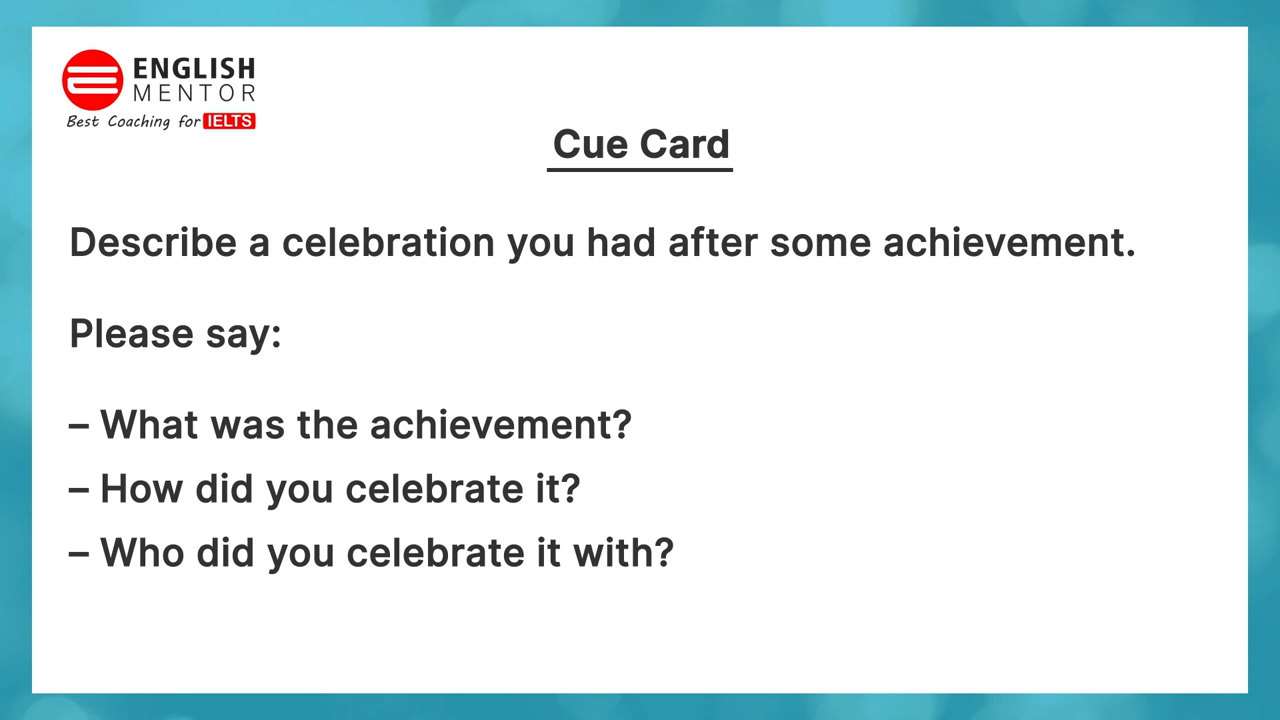 ENGLISH
MENTOR
Best Coaching for IELTS
Cue Card
Describe a celebration you had after some achievement.
Please say:
– What was the achievement?
– How did you celebrate it?
– Who did you celebrate it with?